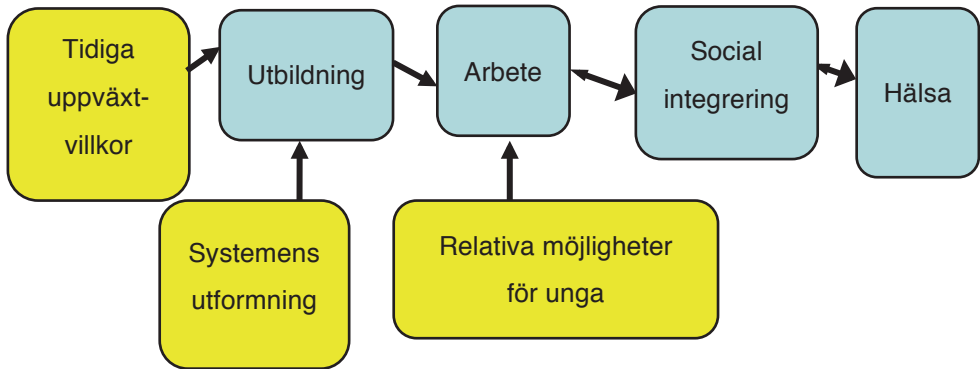 Tidiga
uppväxt-
villkor
Utbildning
Arbete
Social
integrering
Hälsa
Systemens
utformning
Relativa möjligheter
för unga